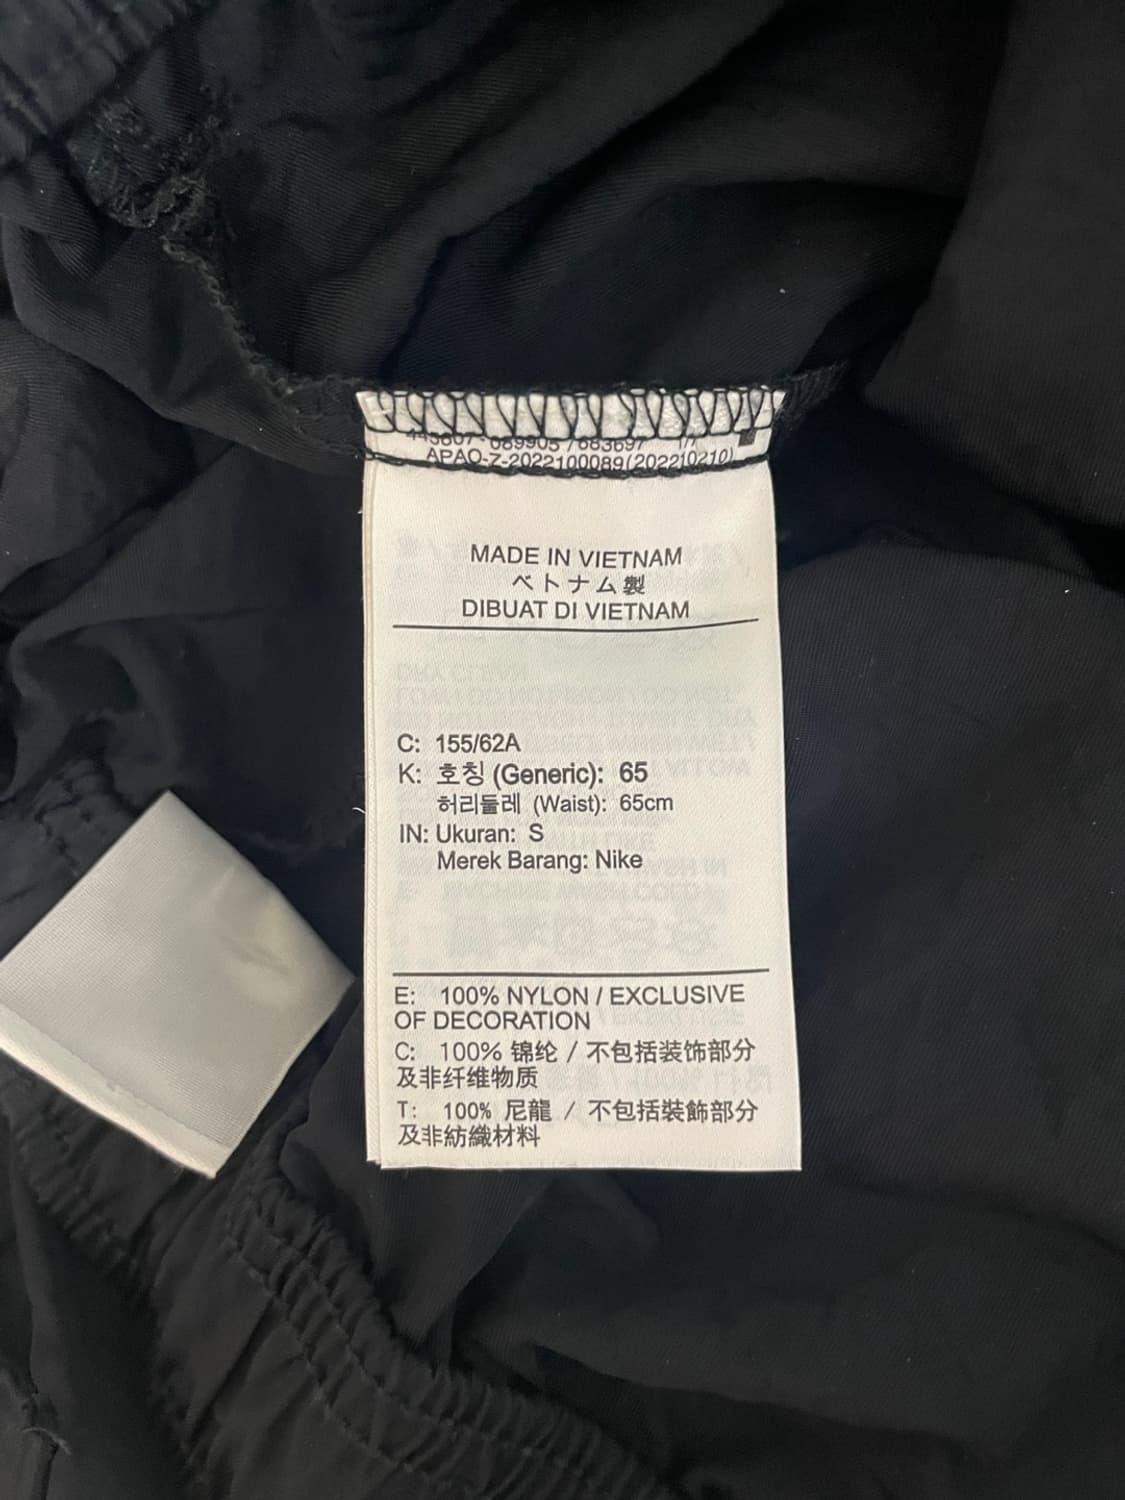 APAO-Z-2022100089(202210210)
MADE IN VIETNAM
ベトナム製
DIBUAT DI VIETNAM
C: 155/62A
K: 호칭 (Generic): 65
허리둘레 (Waist): 65cm
IN: Ukuran: S
Merek Barang: Nike
E: 100% NYLON / EXCLUSIVE
OF DECORATION
C: 100% 锦纶 / 不包括装饰部分
及非纤维物质
T: 100% 尼龍 / 不包括裝飾部分
及非紡織材料